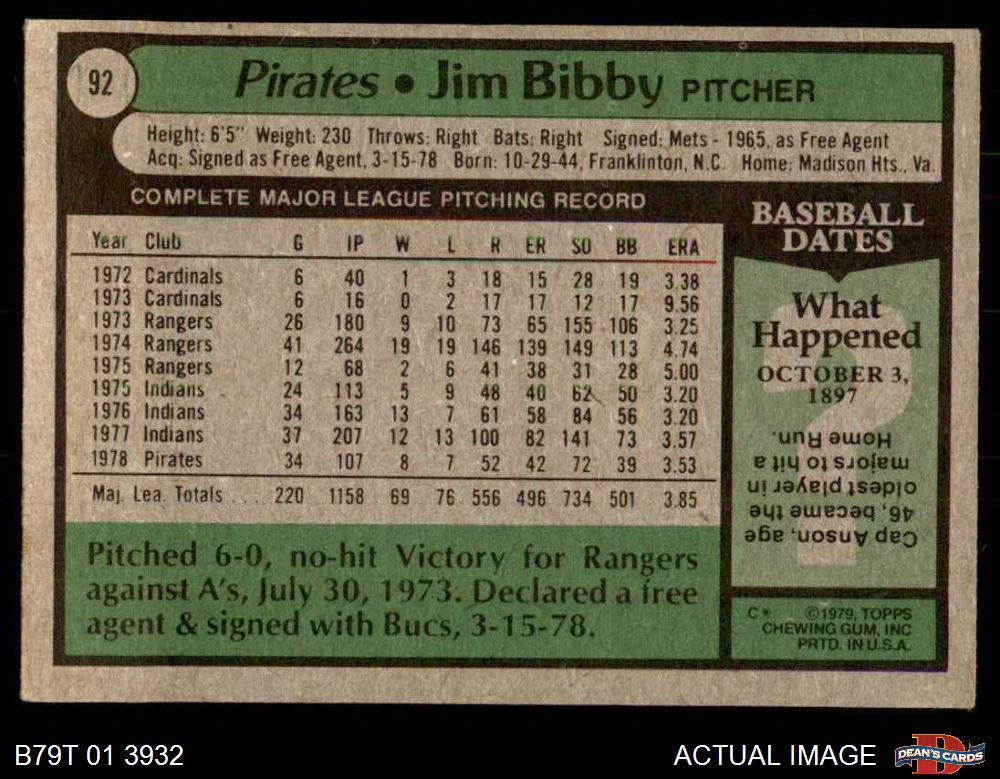 92
Pirates • Jim Bibby PITCHER
Height: 6'5" Weight: 230 Throws: Right Bats: Right Signed: Mets - 1965, as Free Agent
Acq: Signed as Free Agent, 3-15-78 Born: 10-29-44, Franklinton, N.C. Home: Madison Hts., Va.
COMPLETE MAJOR LEAGUE PITCHING RECORD
Year Club G IP W L R ER SO BB ERA
1972 Cardinals 6 40 1 3 18 15 28 19 3.38
1973 Cardinals 6 16 0 2 17 17 12 17 9.56
1973 Rangers 26 180 9 10 73 65 155 106 3.25
1974 Rangers 41 264 19 19 146 139 149 113 4.74
1975 Rangers 12 68 2 6 41 38 31 28 5.00
1975 Indians 24 113 5 9 48 40 62 50 3.20
1976 Indians 34 163 13 7 61 58 84 56 3.20
1977 Indians 37 207 12 13 100 82 141 73 3.57
1978 Pirates 34 107 8 7 52 42 72 39 3.53
Maj. Lea. Totals ... 220 1158 69 76 556 496 734 501 3.85
Pitched 6-0, no-hit Victory for Rangers
against A's, July 30, 1973. Declared a free
agent & signed with Bucs, 3-15-78.
BASEBALL
DATES
What
Happened
OCTOBER 3,
1897
Cap Anson, age
46, became the
oldest player in
majors to hit a
Home Run.
C* ©1979, TOPPS
CHEWING GUM, INC
PRTD. IN U.S.A.
B79T 01 3932
ACTUAL IMAGE
DEAN'S CARDS